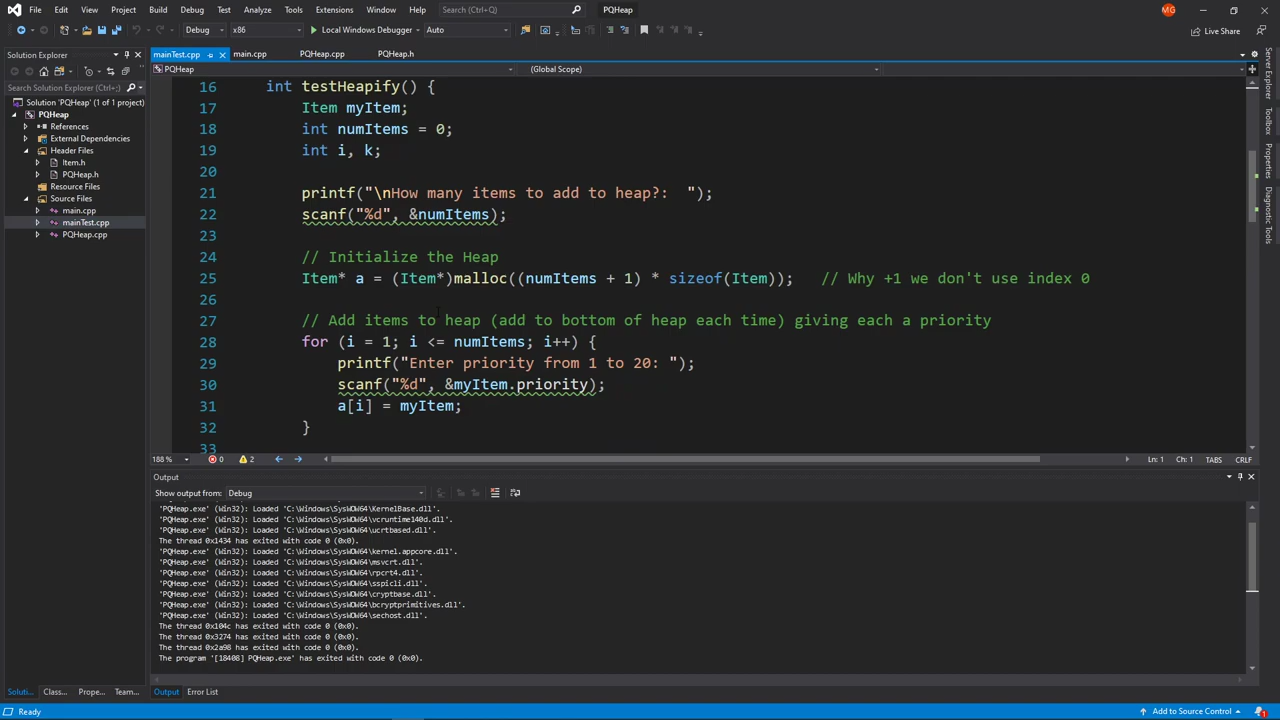 File Edit View Project Build Debug Test Analyze Tools Extensions Window Help Search (Ctrl+Q) PQHeap MG
Debug x86 Local Windows Debugger Auto Live Share
Solution Explorer
Search Solution Explorer (Ctrl+;)
Solution 'PQHeap' (1 of 1 project)
PQHeap
References
External Dependencies
Header Files
Item.h
PQHeap.h
Resource Files
Source Files
main.cpp
mainTest.cpp
PQHeap.cpp
Soluti... Class... Prope... Team...
mainTest.cpp main.cpp PQHeap.cpp PQHeap.h
PQHeap (Global Scope)
16 int testHeapify() {
17 Item myItem;
18 int numItems = 0;
19 int i, k;
20
21 printf("\nHow many items to add to heap?:  ");
22 scanf("%d", &numItems);
23
24 // Initialize the Heap
25 Item* a = (Item*)malloc((numItems + 1) * sizeof(Item)); // Why +1 we don't use index 0
26
27 // Add items to heap (add to bottom of heap each time) giving each a priority
28 for (i = 1; i <= numItems; i++) {
29 printf("Enter priority from 1 to 20: ");
30 scanf("%d", &myItem.priority);
31 a[i] = myItem;
32 }
33
188 % 0 2 Ln: 1 Ch: 1 TABS CRLF
Output
Show output from: Debug
'PQHeap.exe' (Win32): Loaded 'C:\Windows\SysWOW64\KernelBase.dll'.
'PQHeap.exe' (Win32): Loaded 'C:\Windows\SysWOW64\vcruntime140d.dll'.
'PQHeap.exe' (Win32): Loaded 'C:\Windows\SysWOW64\ucrtbased.dll'.
The thread 0x1434 has exited with code 0 (0x0).
'PQHeap.exe' (Win32): Loaded 'C:\Windows\SysWOW64\kernel.appcore.dll'.
'PQHeap.exe' (Win32): Loaded 'C:\Windows\SysWOW64\msvcrt.dll'.
'PQHeap.exe' (Win32): Loaded 'C:\Windows\SysWOW64\rpcrt4.dll'.
'PQHeap.exe' (Win32): Loaded 'C:\Windows\SysWOW64\sspicli.dll'.
'PQHeap.exe' (Win32): Loaded 'C:\Windows\SysWOW64\cryptbase.dll'.
'PQHeap.exe' (Win32): Loaded 'C:\Windows\SysWOW64\bcryptprimitives.dll'.
'PQHeap.exe' (Win32): Loaded 'C:\Windows\SysWOW64\sechost.dll'.
The thread 0x104c has exited with code 0 (0x0).
The thread 0x3274 has exited with code 0 (0x0).
The thread 0x2a98 has exited with code 0 (0x0).
The program '[18408] PQHeap.exe' has exited with code 0 (0x0).
Output Error List
Server Explorer
Toolbox
Properties
Diagnostic Tools
Ready Add to Source Control 1